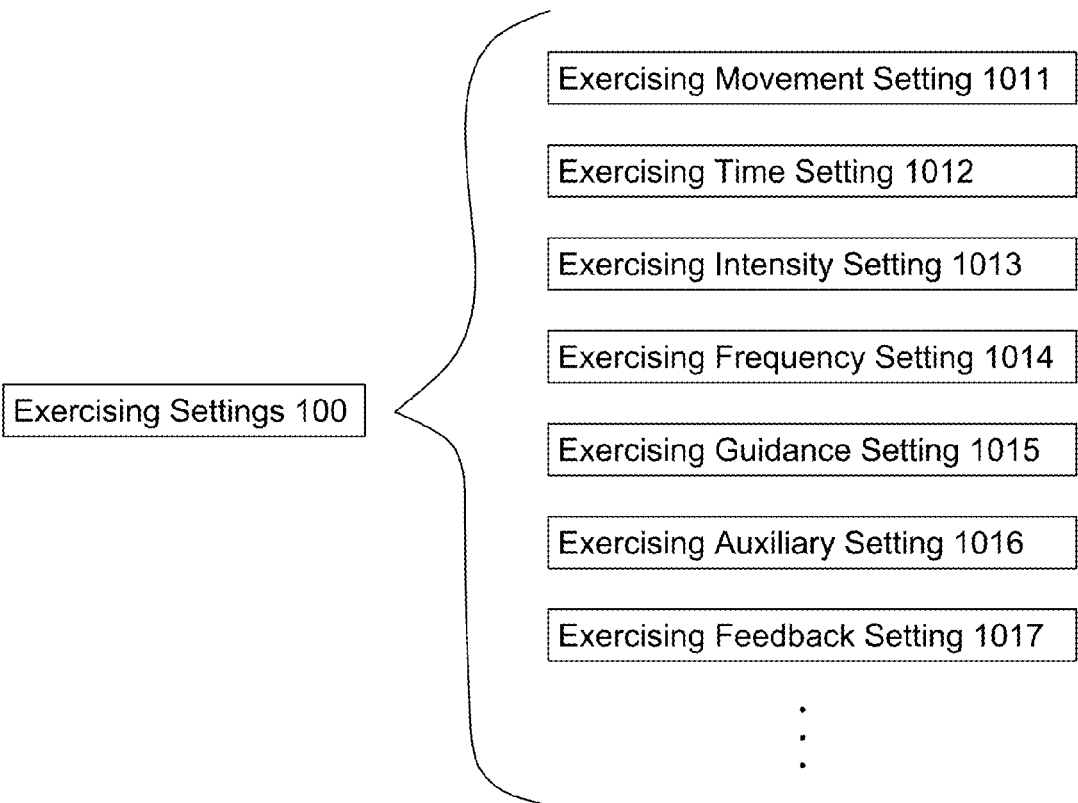 Exercising Movement Setting 1011
Exercising Time Setting 1012
Exercising Intensity Setting 1013
Exercising Frequency Setting 1014
Exercising Settings 100
Exercising Guidance Setting 1015
Exercising Auxiliary Setting 1016
Exercising Feedback Setting 1017